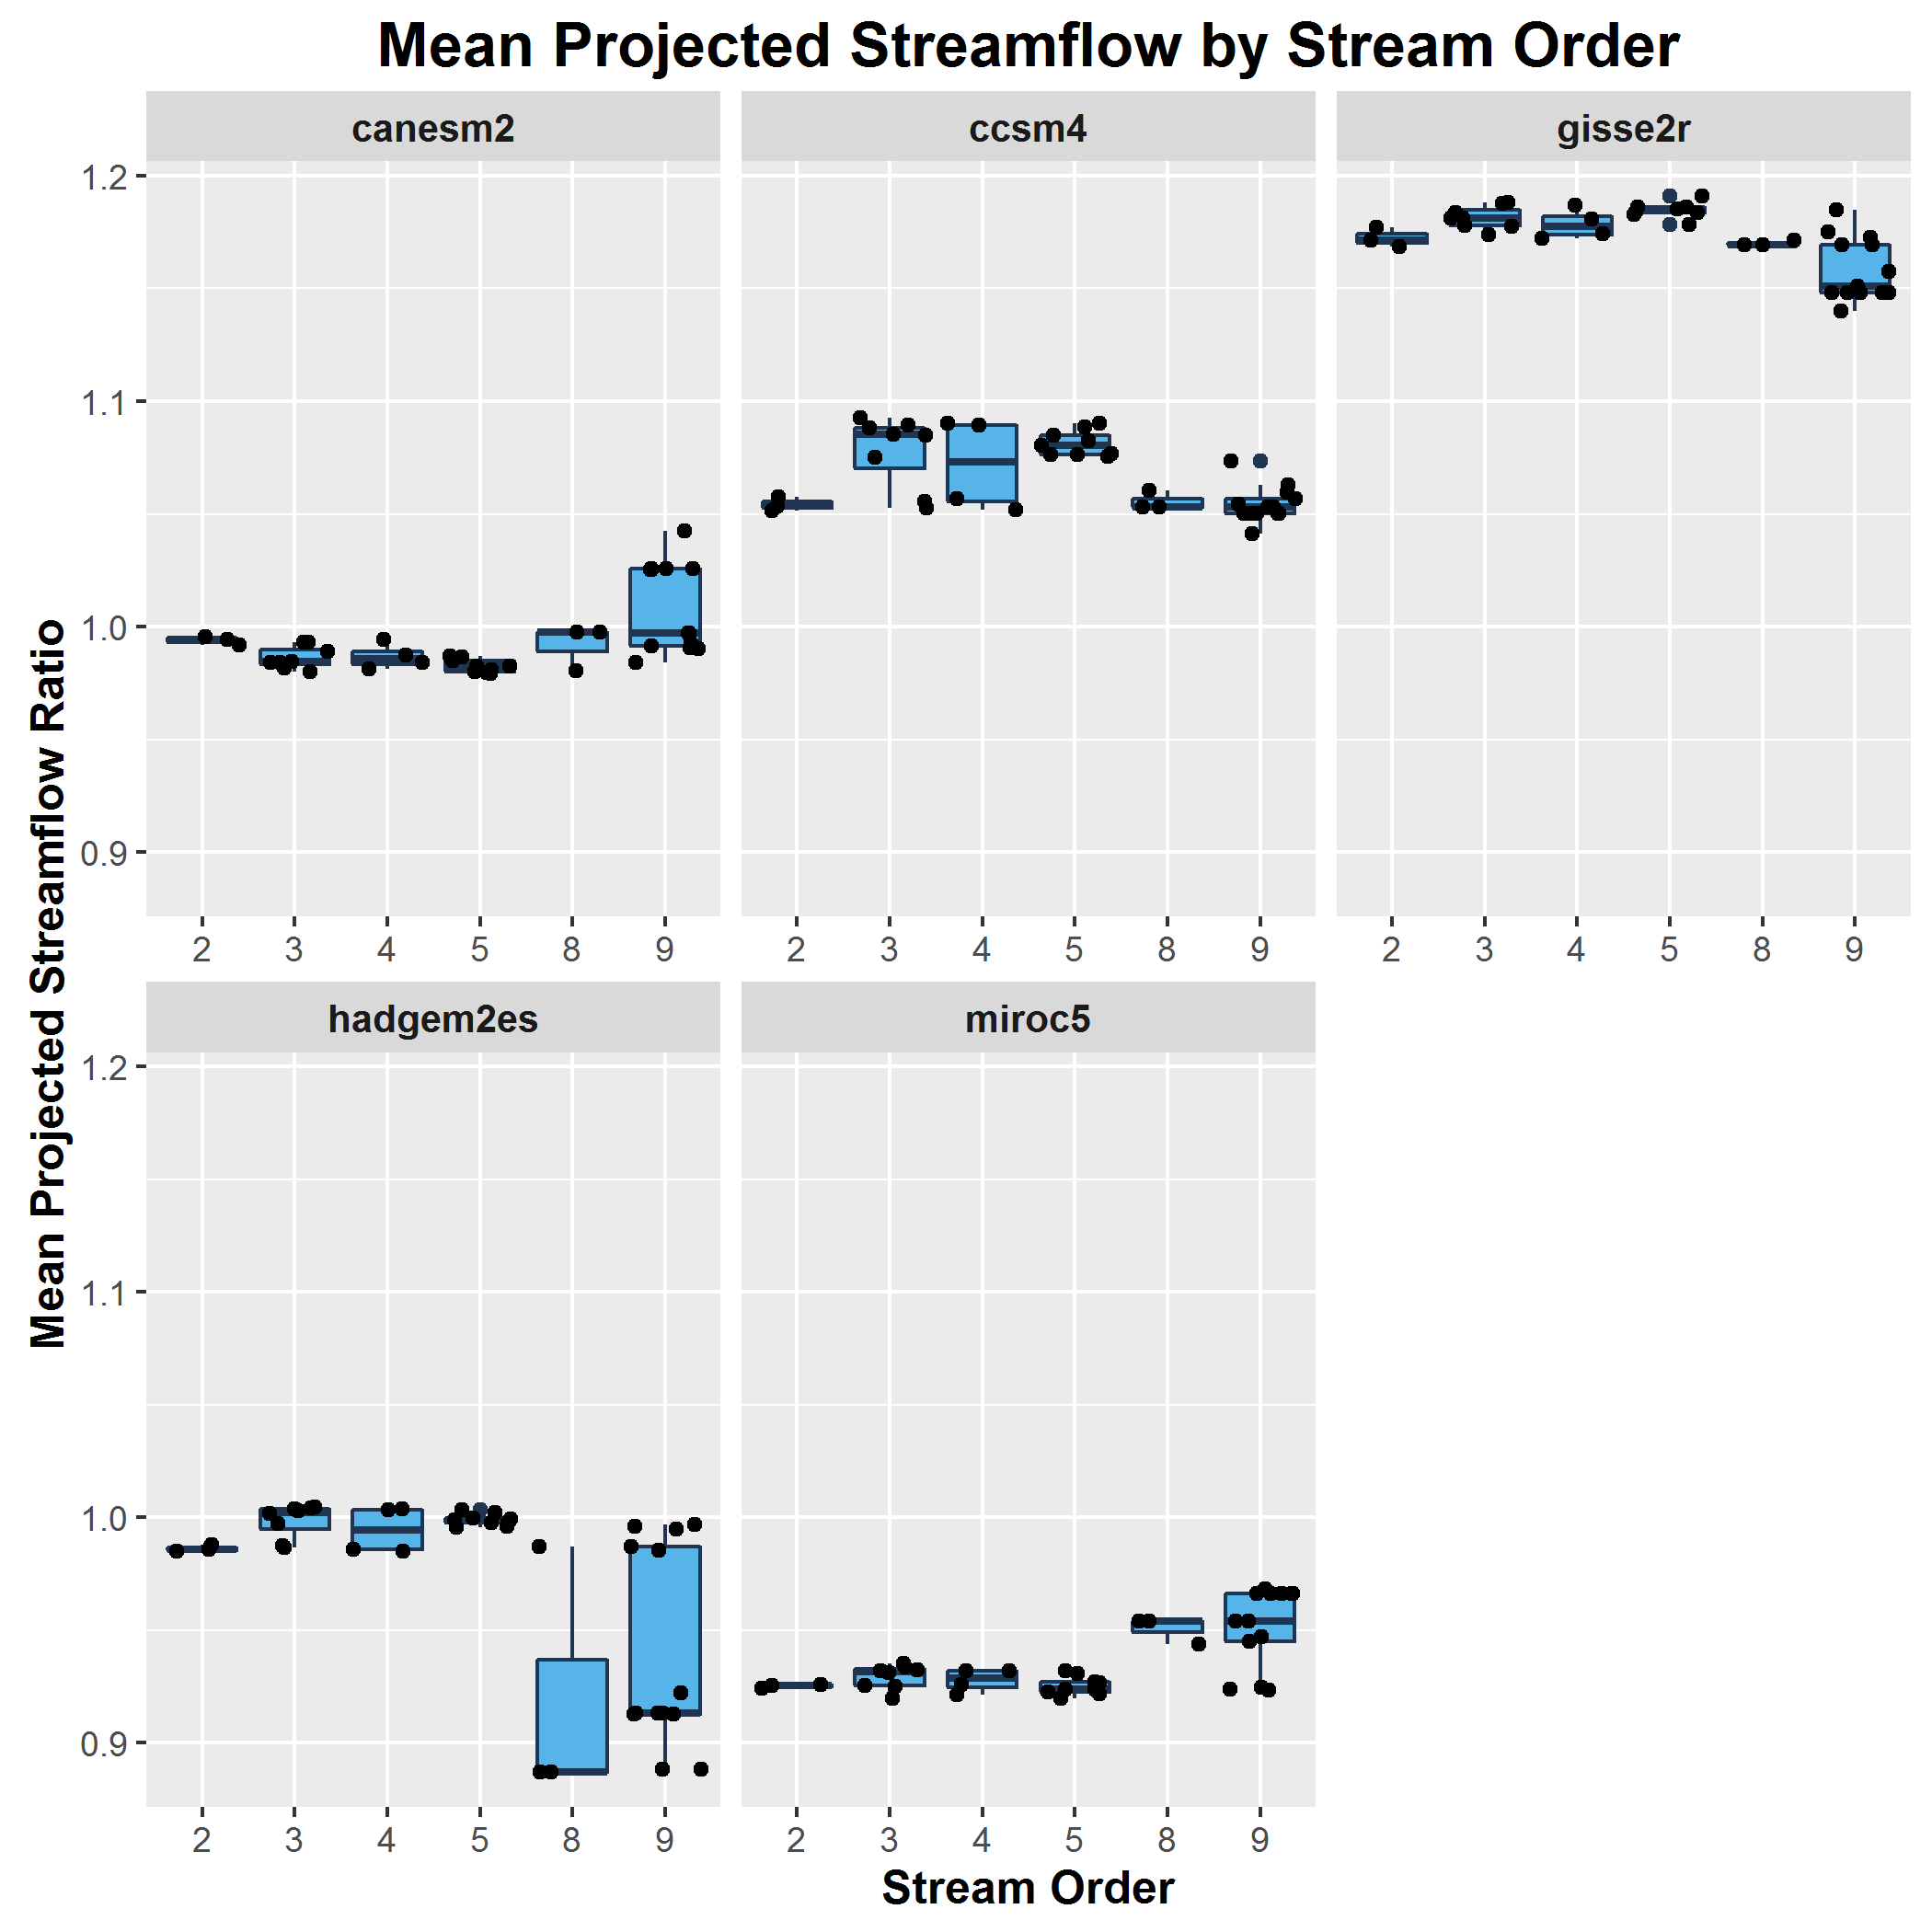 Mean Projected Streamflow by Stream Order
canesm2 ccsm4 gisse2r
1.2
1.1
1.0
0.9
2 3 4 5 8 9 2 3 4 5 8 9 2 3 4 5 8 9
Mean Projected Streamflow Ratio
hadgem2es miroc5
1.2
1.1
1.0
0.9
2 3 4 5 8 9 2 3 4 5 8 9
Stream Order